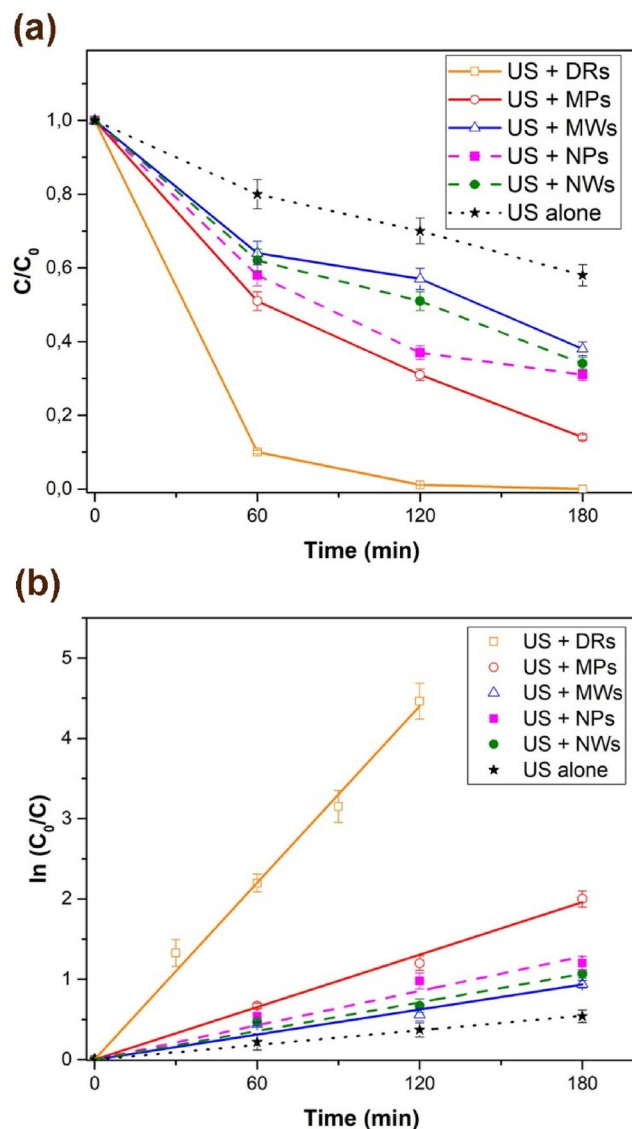 (a)
US + DRs
US + MPs
US + MWs
US + NPs
US + NWs
US alone
1,0
0,8
0,6
0,4
0,2
0,0
C/C₀
0 60 120 180
Time (min)
(b)
US + DRs
US + MPs
US + MWs
US + NPs
US + NWs
US alone
5
4
3
2
1
0
ln (C₀/C)
0 60 120 180
Time (min)